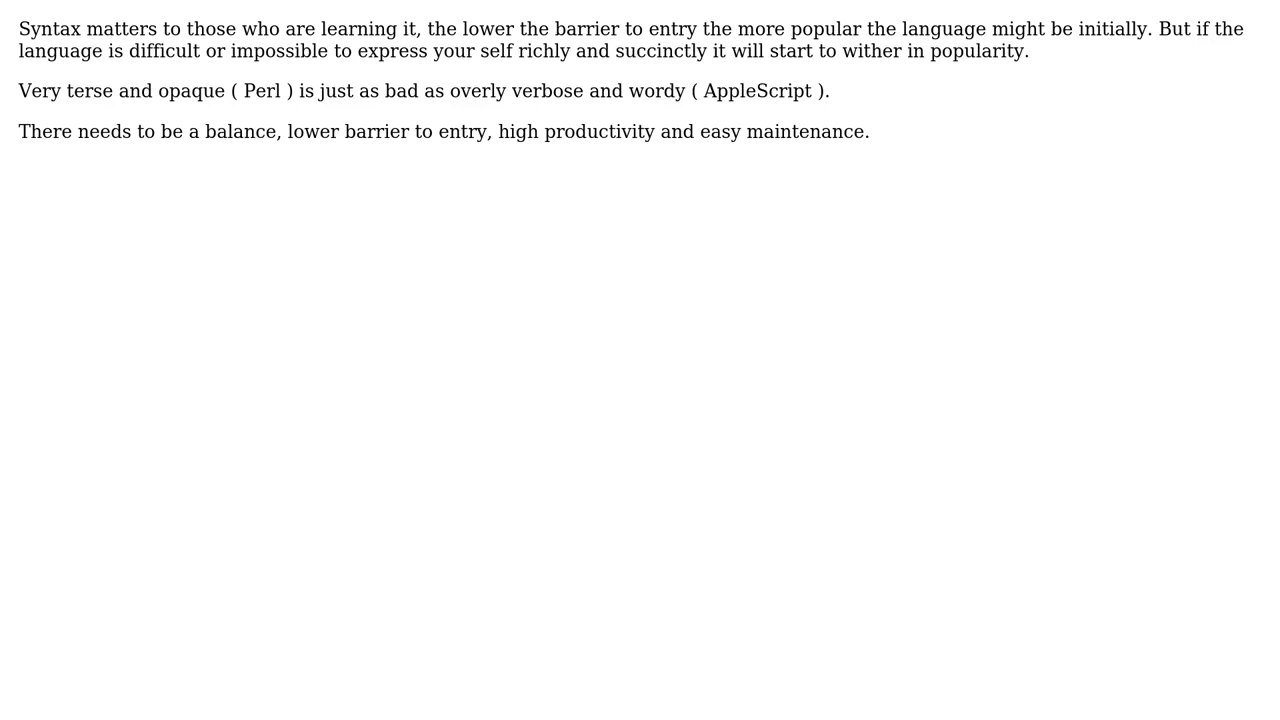 Syntax matters to those who are learning it, the lower the barrier to entry the more popular the language might be initially. But if the
language is difficult or impossible to express your self richly and succinctly it will start to wither in popularity.
Very terse and opaque ( Perl ) is just as bad as overly verbose and wordy ( AppleScript ).
There needs to be a balance, lower barrier to entry, high productivity and easy maintenance.